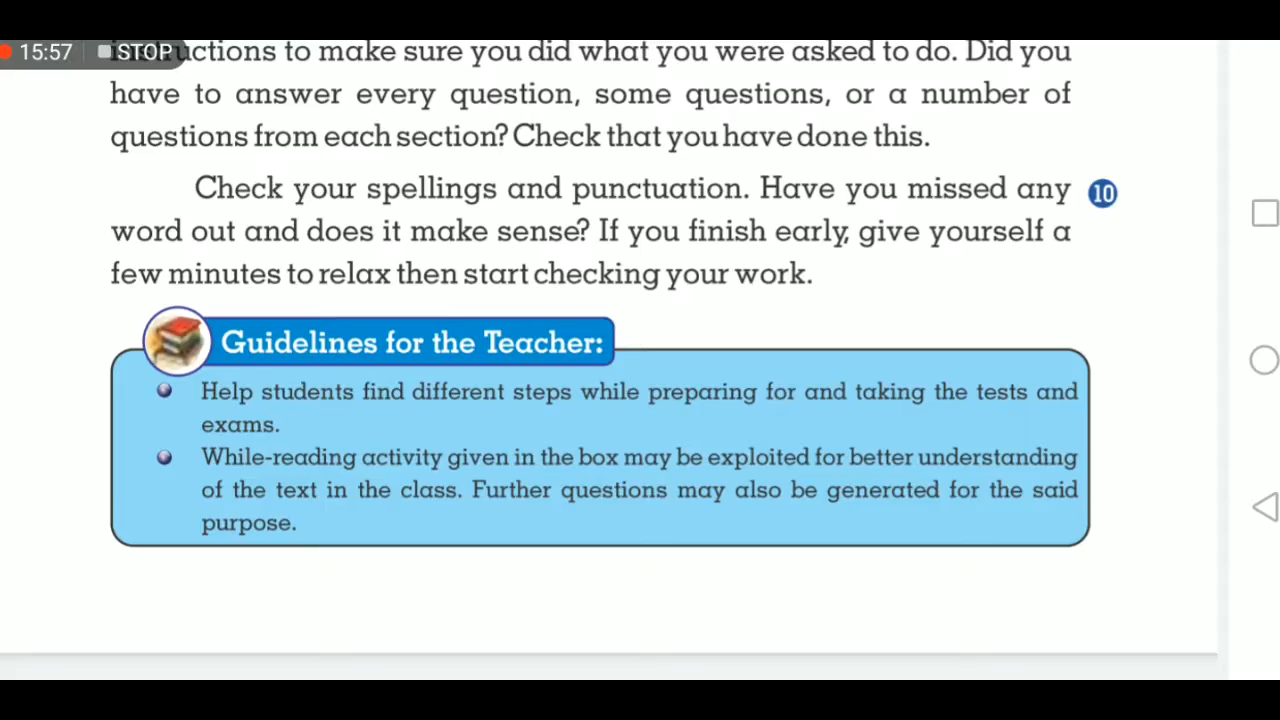 15:57 STOP
instructions to make sure you did what you were asked to do. Did you
have to answer every question, some questions, or a number of
questions from each section? Check that you have done this.
Check your spellings and punctuation. Have you missed any 10
word out and does it make sense? If you finish early, give yourself a
few minutes to relax then start checking your work.
Guidelines for the Teacher:
Help students find different steps while preparing for and taking the tests and
exams.
While-reading activity given in the box may be exploited for better understanding
of the text in the class. Further questions may also be generated for the said
purpose.